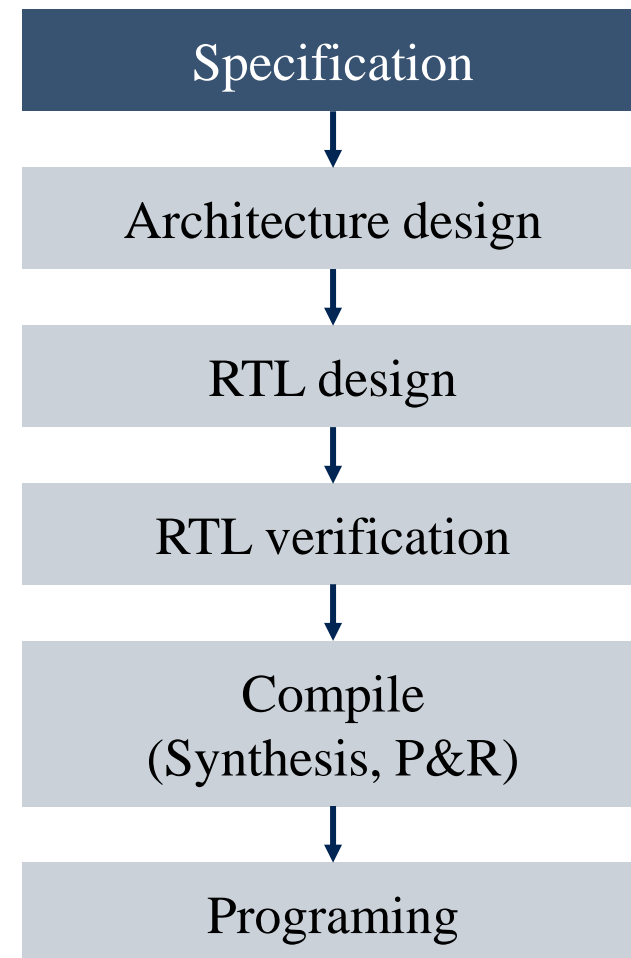 Specification
Architecture design
RTL design
RTL verification
Compile
(Synthesis, P&R)
Programing